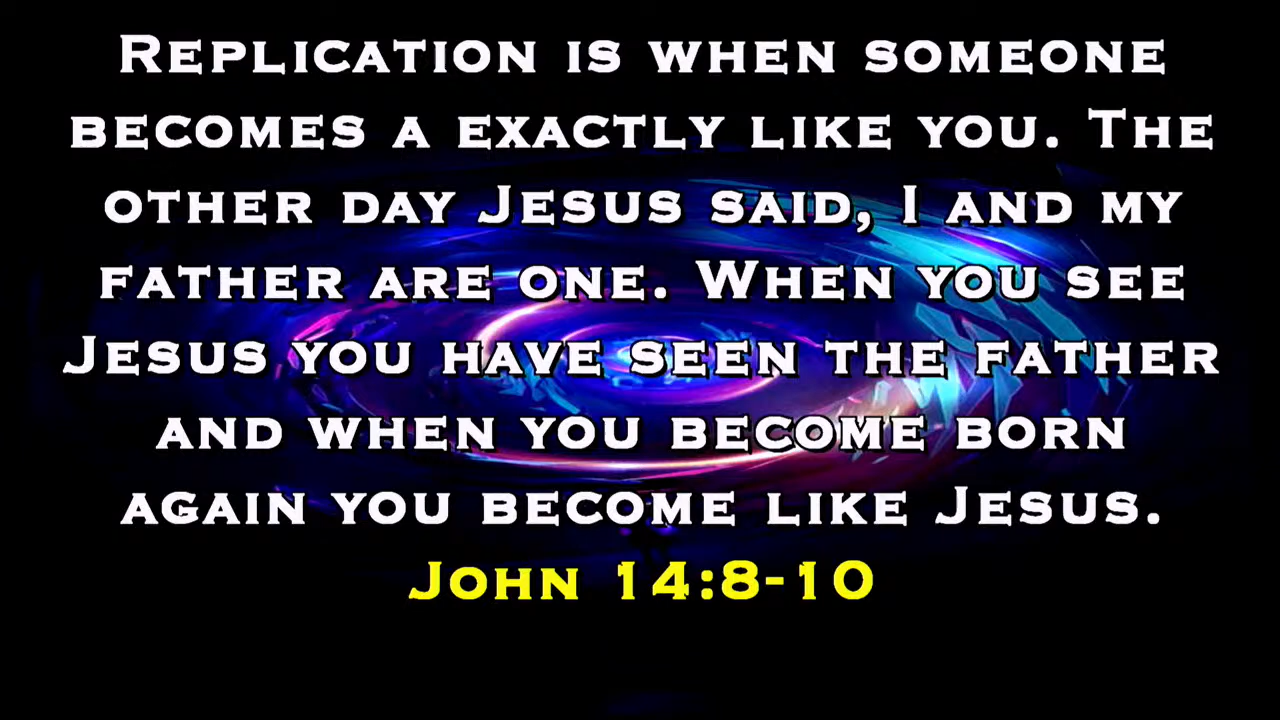 Replication is when someone
becomes a exactly like you. The
other day Jesus said, I and my
father are one. When you see
Jesus you have seen the father
and when you become born
again you become like Jesus.
John 14:8-10